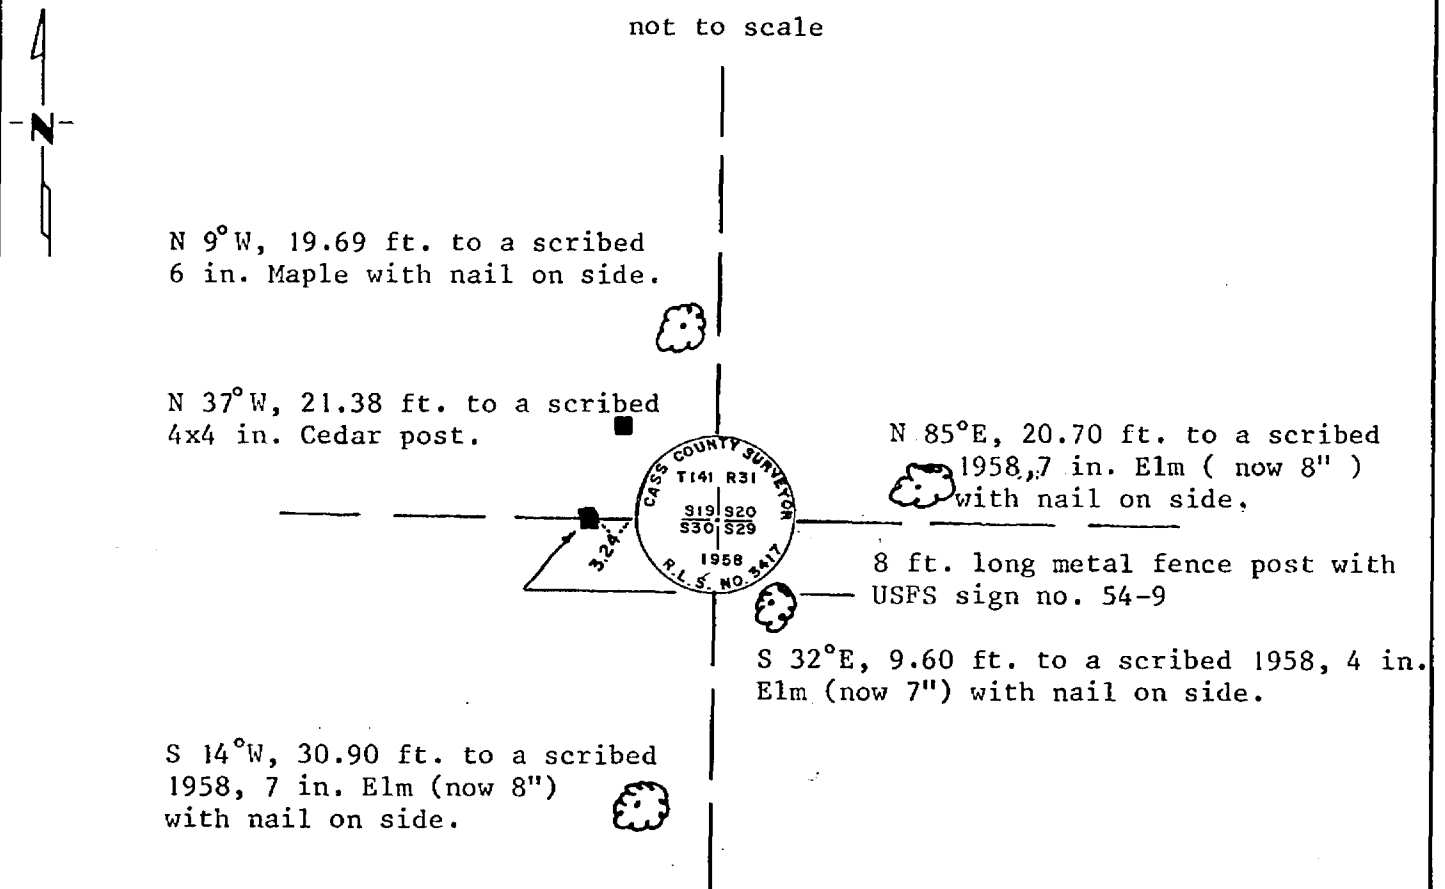 not to scale
N
N 9°W, 19.69 ft. to a scribed
6 in. Maple with nail on side.
N 37°W, 21.38 ft. to a scribed
4x4 in. Cedar post.
CASS COUNTY SURVEYOR
T141 R31
S19 S20
S30 S29
1958
R.L.S. NO. 3417
3.24
N 85°E, 20.70 ft. to a scribed
1958, 7 in. Elm ( now 8" )
with nail on side.
8 ft. long metal fence post with
USFS sign no. 54-9
S 32°E, 9.60 ft. to a scribed 1958, 4 in.
Elm (now 7") with nail on side.
S 14°W, 30.90 ft. to a scribed
1958, 7 in. Elm (now 8")
with nail on side.